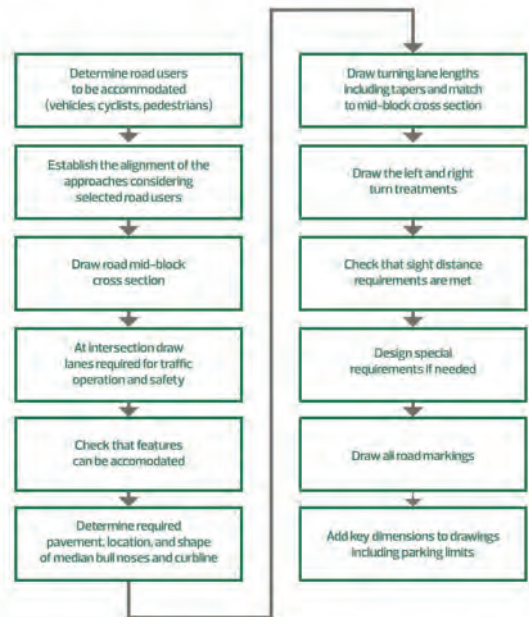 Determine road users
to be accommodated
(vehicles, cyclists, pedestrians)
Establish the alignment of the
approaches considering
selected road users
Draw road mid-block
cross section
At intersection draw
lanes required for traffic
operation and safety
Check that features
can be accomodated
Determine required
pavement, location, and shape
of median bull noses and curbline
Draw turning lane lengths
including tapers and match
to mid-block cross section
Draw the left and right
turn treatments
Check that sight distance
requirements are met
Design special
requirements if needed
Draw all road markings
Add key dimensions to drawings
including parking limits